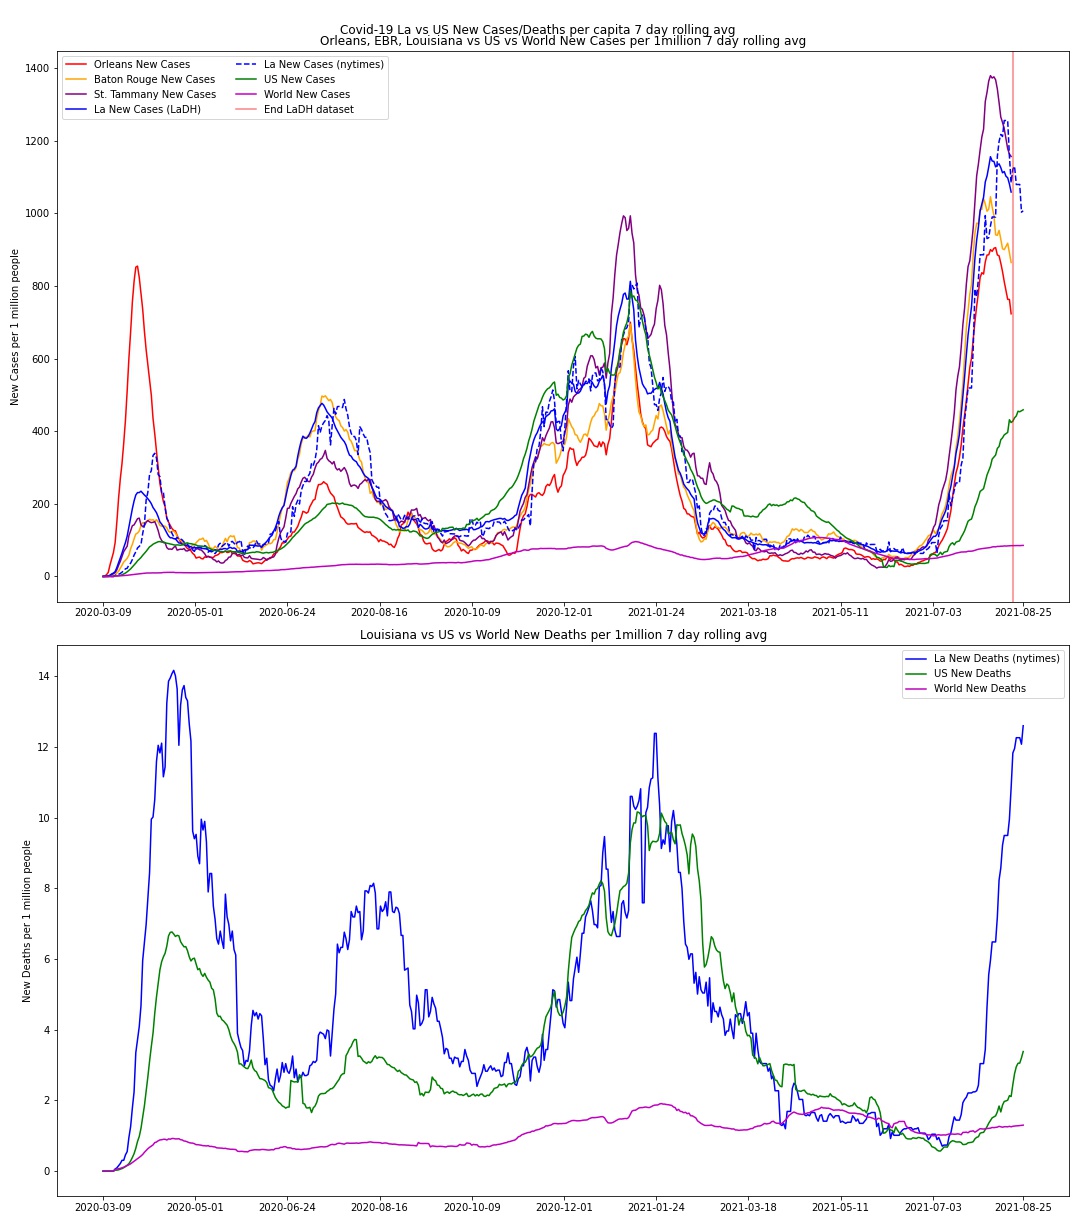 Covid-19 La vs US New Cases/Deaths per capita 7 day rolling avg
Orleans, EBR, Louisiana vs US vs World New Cases per 1million 7 day rolling avg
Orleans New Cases
Baton Rouge New Cases
St. Tammany New Cases
La New Cases (LaDH)
La New Cases (nytimes)
US New Cases
World New Cases
End LaDH dataset
New Cases per 1 million people
1400
1200
1000
800
600
400
200
0
2020-03-09 2020-05-01 2020-06-24 2020-08-16 2020-10-09 2020-12-01 2021-01-24 2021-03-18 2021-05-11 2021-07-03 2021-08-25
Louisiana vs US vs World New Deaths per 1million 7 day rolling avg
La New Deaths (nytimes)
US New Deaths
World New Deaths
New Deaths per 1 million people
14
12
10
8
6
4
2
0
2020-03-09 2020-05-01 2020-06-24 2020-08-16 2020-10-09 2020-12-01 2021-01-24 2021-03-18 2021-05-11 2021-07-03 2021-08-25